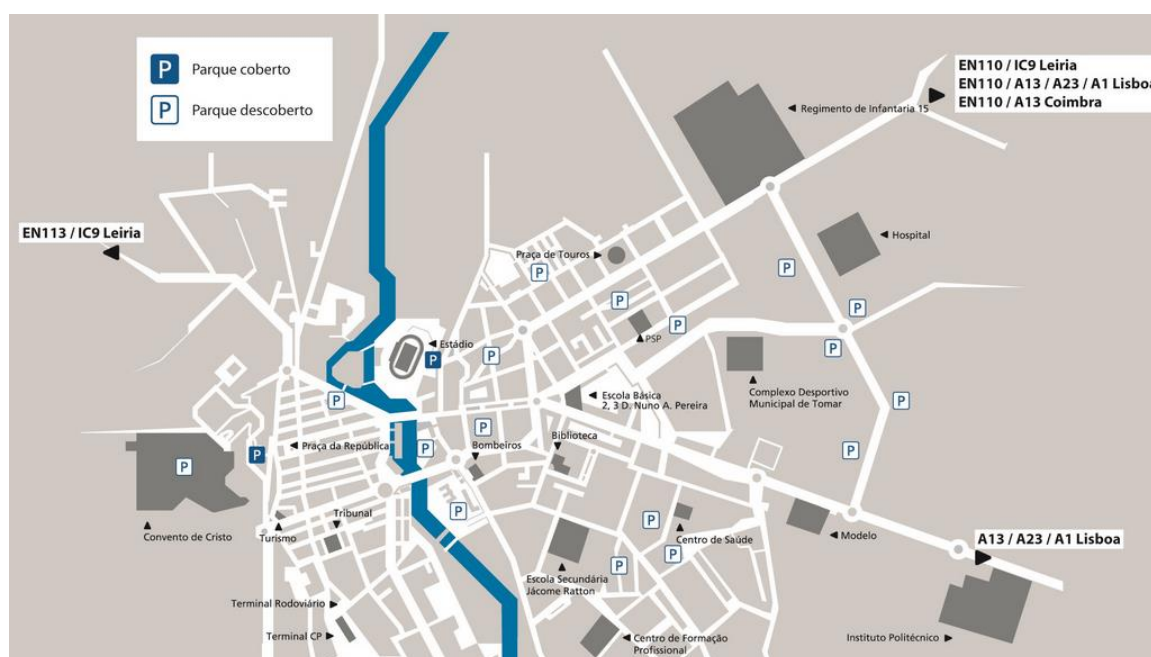 P Parque coberto
P Parque descoberto
EN110 / IC9 Leiria
EN110 / A13 / A23 / A1 Lisboa
EN110 / A13 Coimbra
Regimento de Infantaria 15
EN113 / IC9 Leiria
Hospital
Praça de Touros
P
P
P
P
P
PSP
P
Estádio
P
P
P
Complexo Desportivo
Municipal de Tomar
Escola Básica
2, 3 D. Nuno A. Pereira
P
P
P
Praça da República
P
P
Bombeiros
Biblioteca
P
P
P
P
Tribunal
P
Convento de Cristo
Turismo
Centro de Saúde
Modelo
A13 / A23 / A1 Lisboa
P
P
Escola Secundária
Jácome Ratton
Terminal Rodoviário
Terminal CP
Centro de Formação
Profissional
Instituto Politécnico